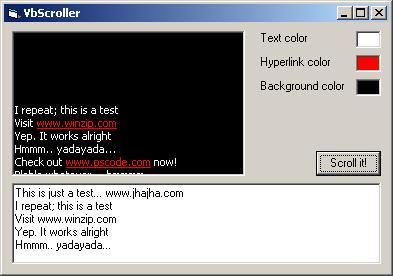 VbScroller
Text color
Hyperlink color
Background color
I repeat; this is a test
Visit www.winzip.com
Yep. It works alright
Hmmm.. yadayada...
Check out www.pscode.com now!
Scroll it!
This is just a test... www.jhajha.com
I repeat; this is a test
Visit www.winzip.com
Yep. It works alright
Hmmm.. yadayada...